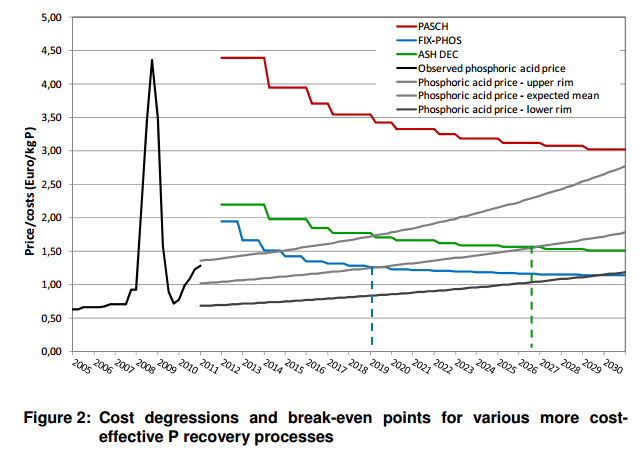 5,00
4,50
4,00
3,50
3,00
2,50
2,00
1,50
1,00
0,50
0,00
Price/costs (Euro/kg P)
PASCH
FIX-PHOS
ASH DEC
Observed phosphoric acid price
Phosphoric acid price - upper rim
Phosphoric acid price - expected mean
Phosphoric acid price - lower rim
2005 2006 2007 2008 2009 2010 2011 2012 2013 2014 2015 2016 2017 2018 2019 2020 2021 2022 2023 2024 2025 2026 2027 2028 2029 2030
Figure 2: Cost degressions and break-even points for various more cost-
effective P recovery processes